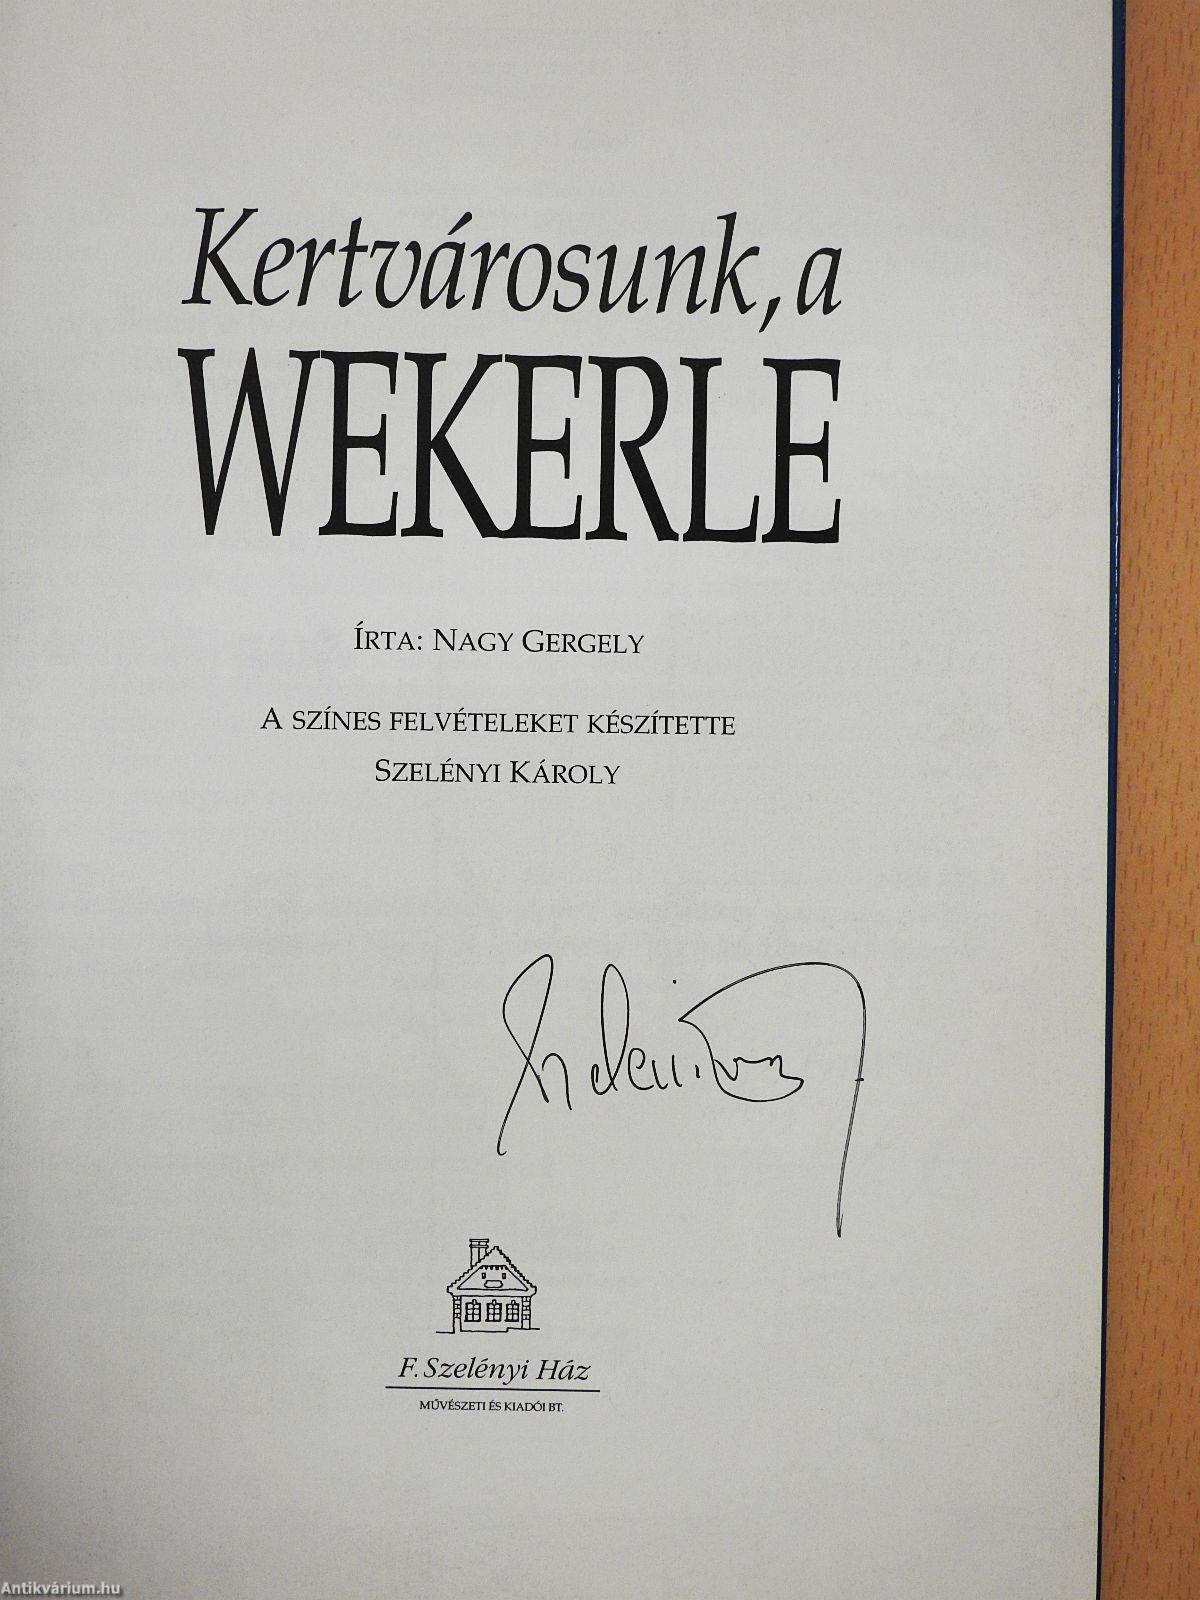 Kertvárosunk, a
WEKERLE
ÍRTA: NAGY GERGELY
A SZÍNES FELVÉTELEKET KÉSZÍTETTE
SZELÉNYI KÁROLY
F. Szelényi Ház
MŰVÉSZETI ÉS KIADÓI BT.
Antikvárium.hu